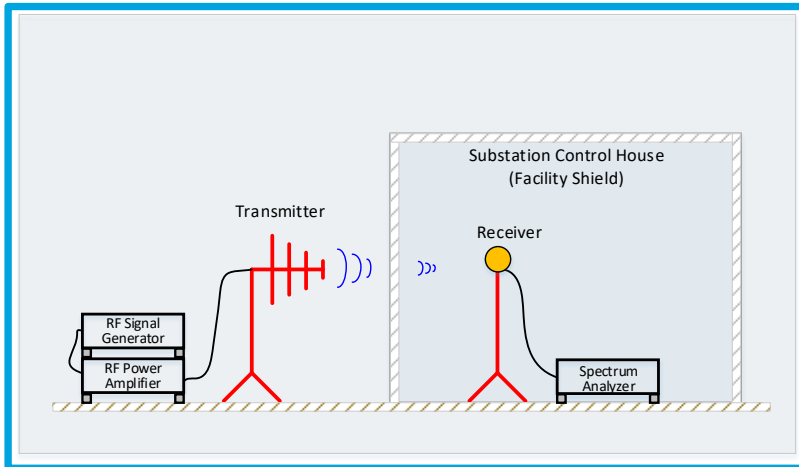 Substation Control House
(Facility Shield)
Transmitter
Receiver
RF Signal
Generator
RF Power
Amplifier
Spectrum
Analyzer